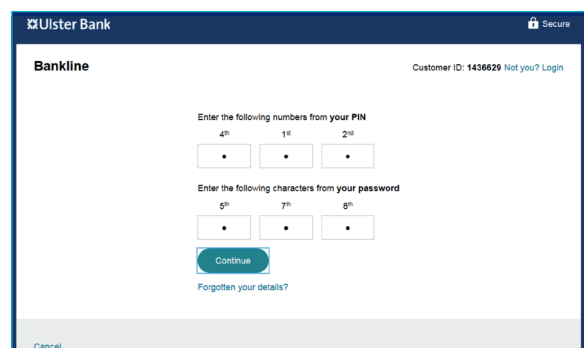 Ulster Bank
Secure
Bankline
Customer ID: 1436629 Not you? Login
Enter the following numbers from your PIN
4th 1st 2nd
Enter the following characters from your password
5th 7th 8th
Continue
Forgotten your details?
Cancel